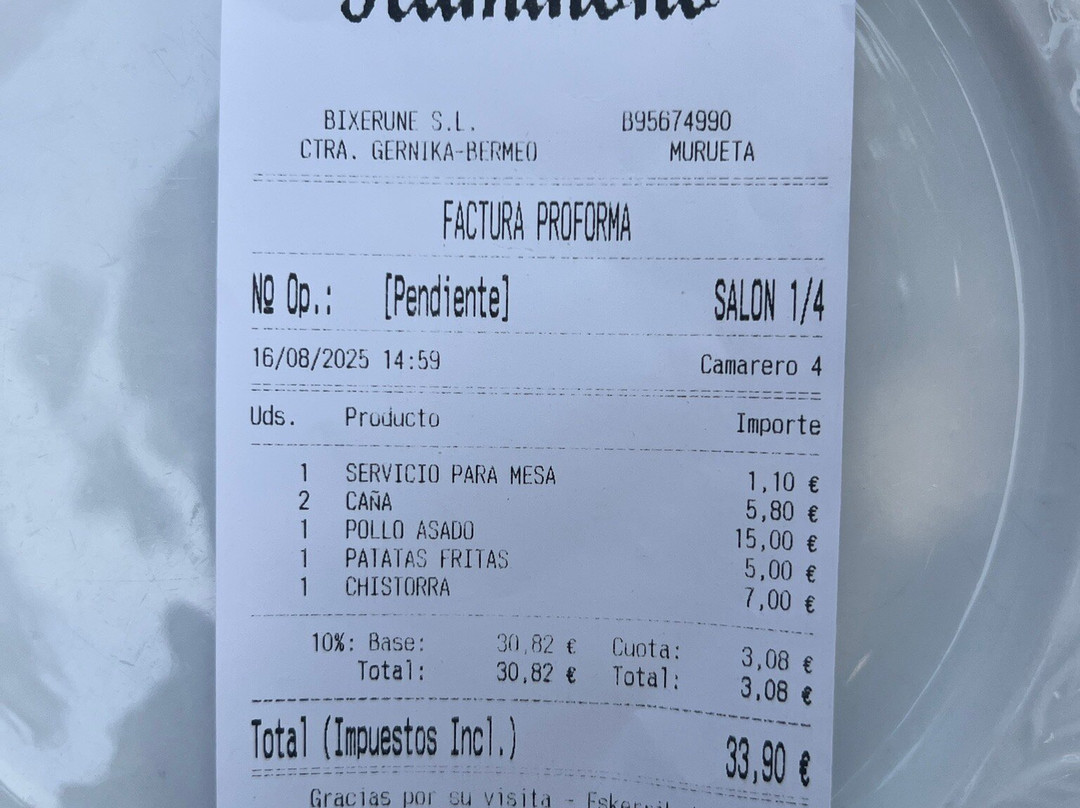 BIXERUNE S.L. B95674990
CTRA. GERNIKA-BERMEO MURUETA
FACTURA PROFORMA
Nº Op.: [Pendiente] SALON 1/4
16/08/2025 14:59 Camarero 4
Uds. Producto Importe
1 SERVICIO PARA MESA 1,10 €
2 CAÑA 5,80 €
1 POLLO ASADO 15,00 €
1 PATATAS FRITAS 5,00 €
1 CHISTORRA 7,00 €
10%: Base: 30,82 € Cuota: 3,08 €
Total: 30,82 € Total: 3,08 €
Total (Impuestos Incl.) 33,90 €
Gracias por su visita -